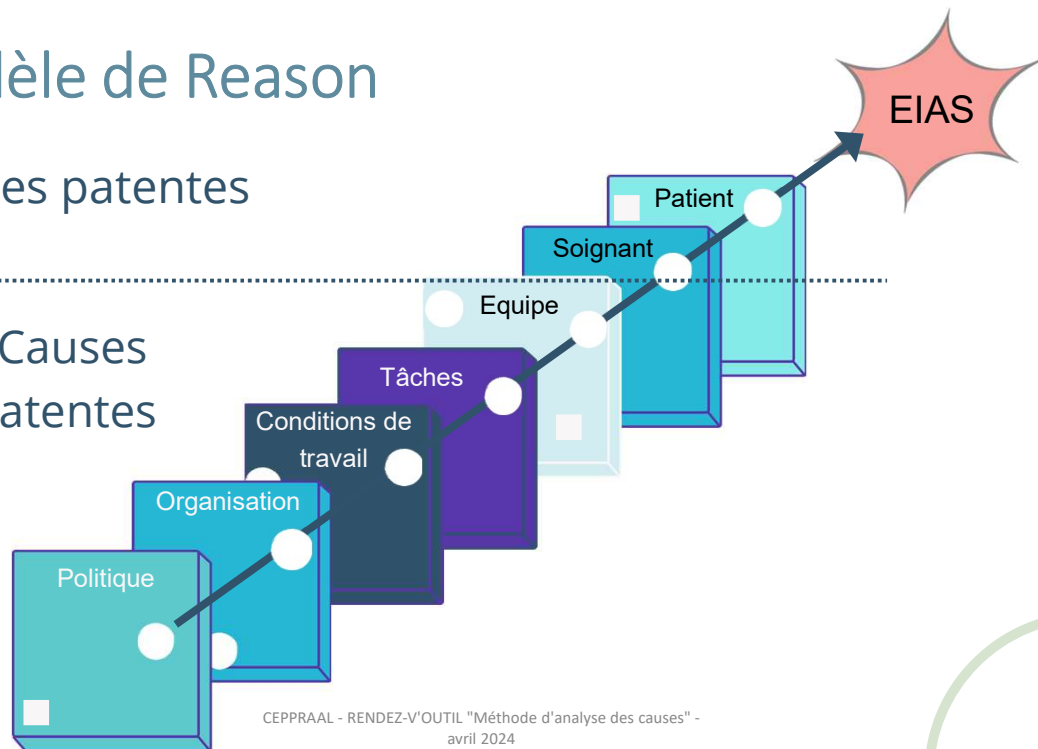 lèle de Reason
es patentes
EIAS
Patient
Soignant
Equipe
Causes
atentes
Tâches
Conditions de
travail
Organisation
Politique
CEPPRAAL - RENDEZ-V'OUTIL "Méthode d'analyse des causes" -
avril 2024